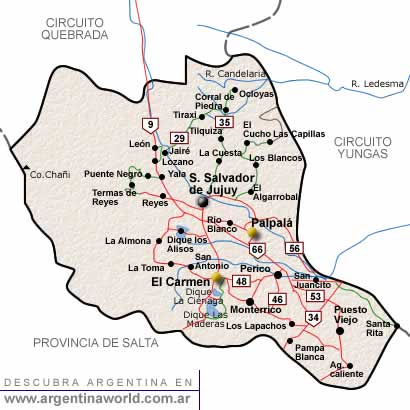 CIRCUITO
QUEBRADA
R. Candelaria
R. Ledesma
Corral de
Piedra
Ocloyas
Tiraxi
35
9
29
Tilquiza
El
Cucho
Las Capillas
León
Jairé
Lozano
La Cuesta
Los Blancos
CIRCUITO
YUNGAS
Co.Chañi
Puente Negro
Yala
Termas de
Reyes
Reyes
S. Salvador
de Jujuy
El
Algarrobal
Rio
Blanco
Palpalá
La Almona
Dique los
Alisos
66
56
La Toma
San
Antonio
Perico
San
Juancito
El Carmen
48
53
Dique
La Ciénaga
46
Monterrico
Puesto
Viejo
Dique Las
Maderas
34
Santa
Rita
Los Lapachos
PROVINCIA DE SALTA
Pampa
Blanca
Ag.
caliente
DESCUBRA ARGENTINA EN
www.argentinaworld.com.ar